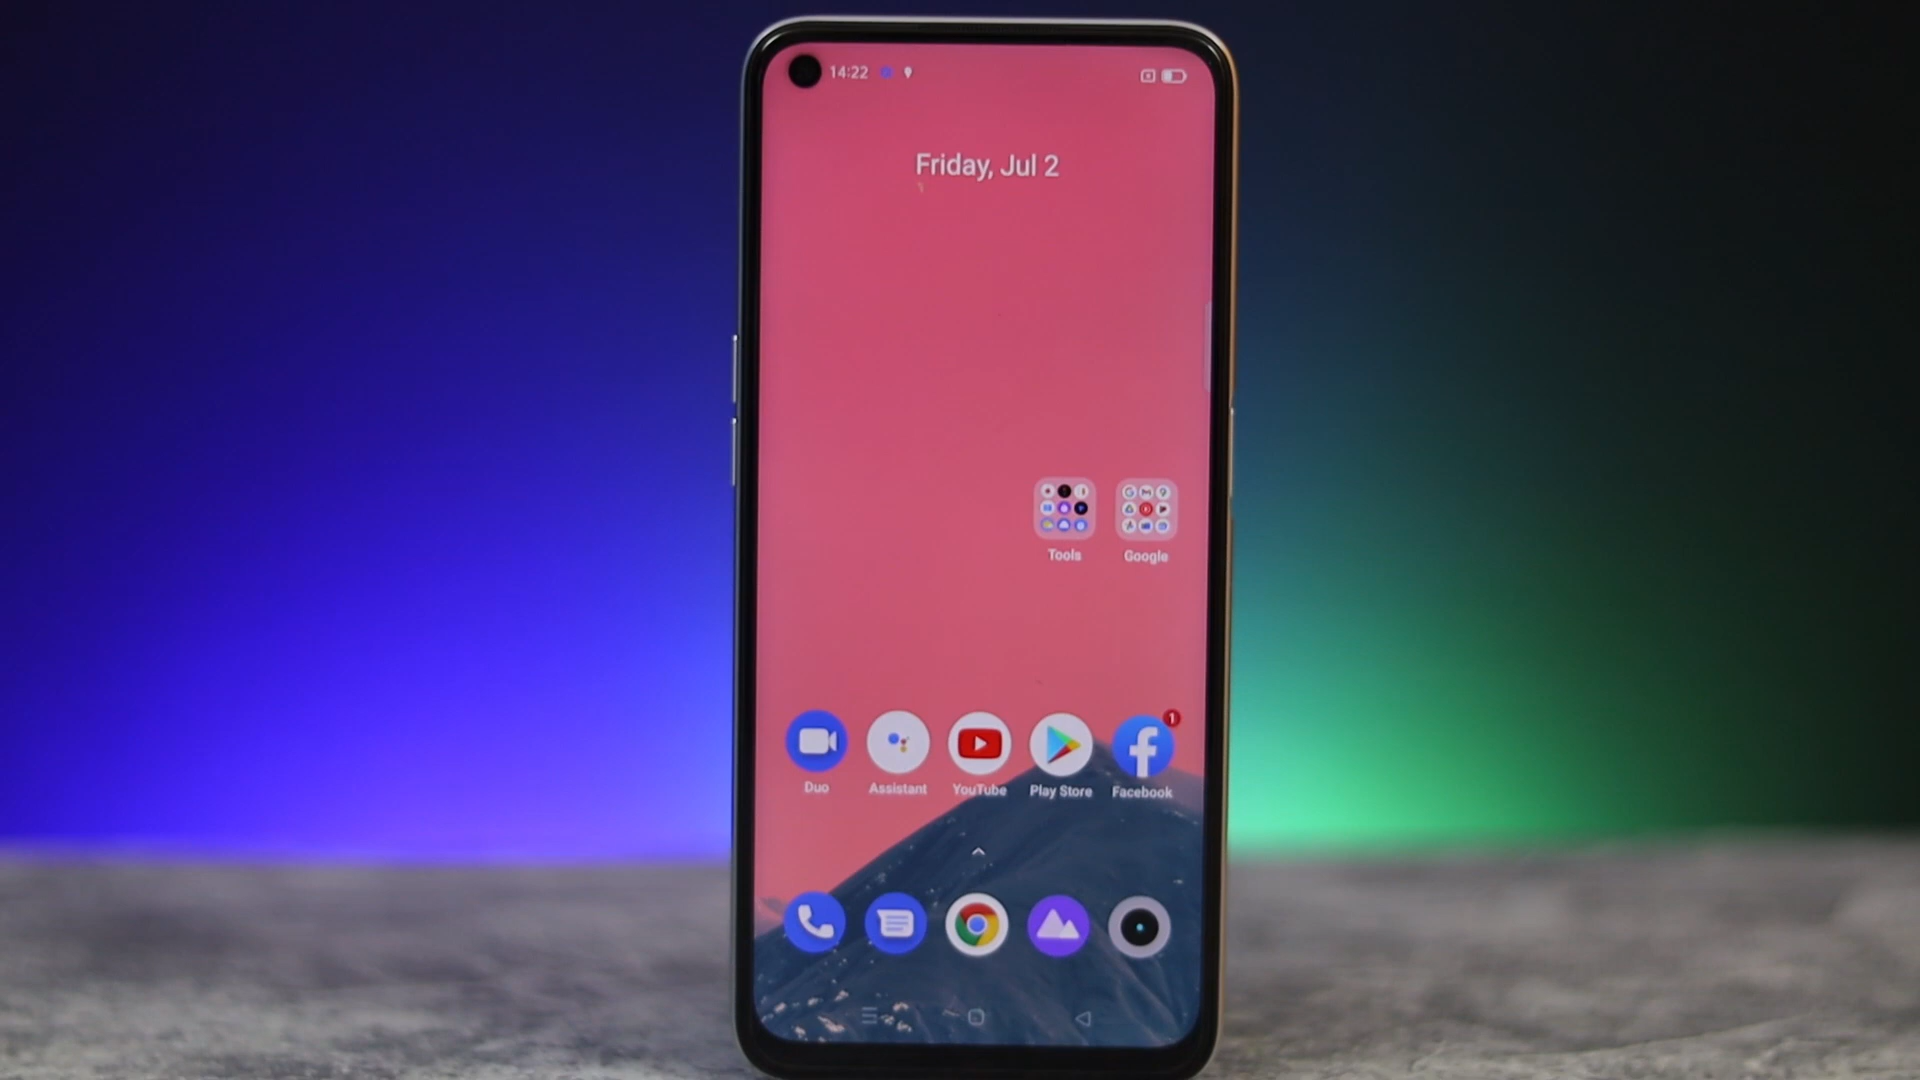 14:22
Friday, Jul 2
Tools
Google
1
Duo
Assistant
YouTube
Play Store
Facebook